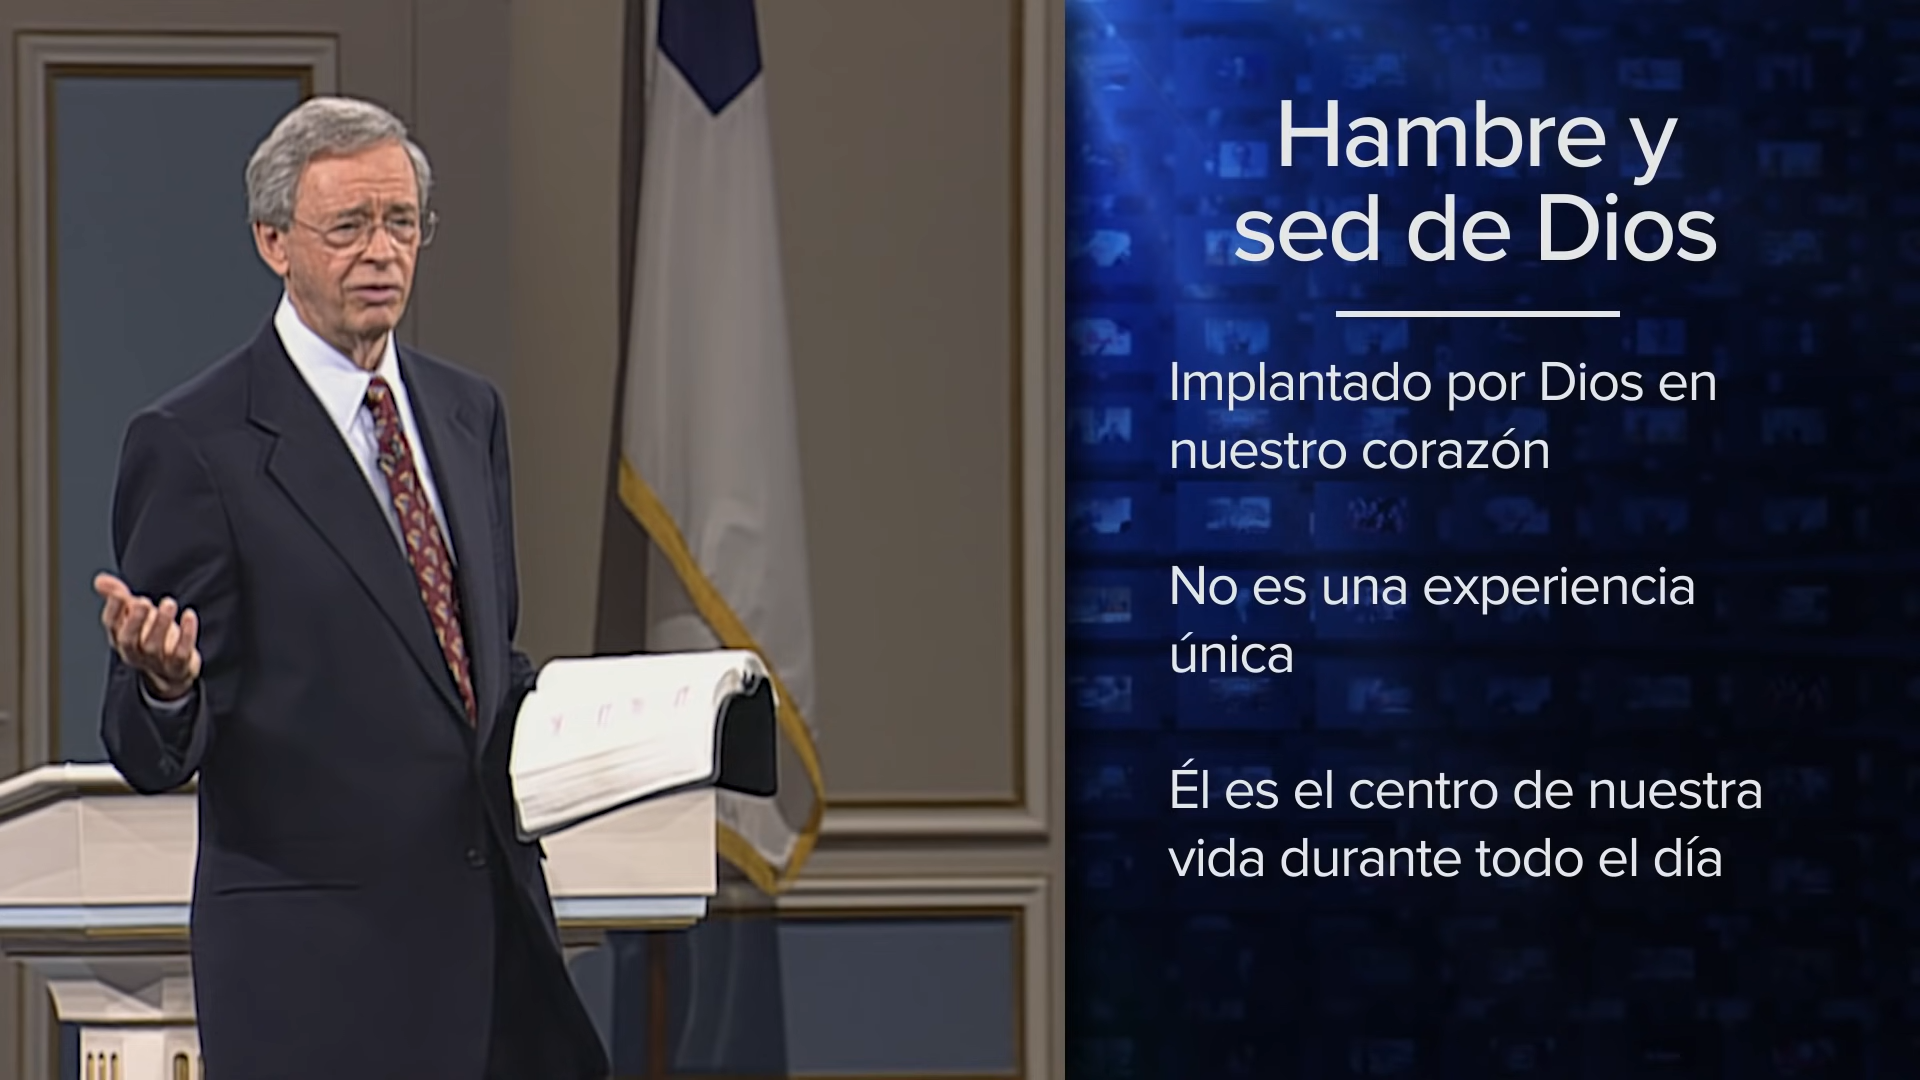 Hambre y
sed de Dios
Implantado por Dios en
nuestro corazón
No es una experiencia
única
Él es el centro de nuestra
vida durante todo el día